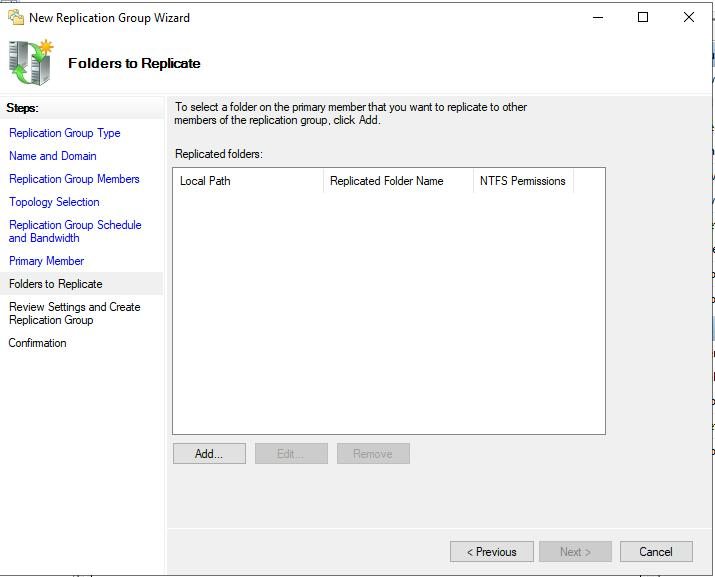 New Replication Group Wizard
Folders to Replicate
Steps:
Replication Group Type
Name and Domain
Replication Group Members
Topology Selection
Replication Group Schedule
and Bandwidth
Primary Member
Folders to Replicate
Review Settings and Create
Replication Group
Confirmation
To select a folder on the primary member that you want to replicate to other
members of the replication group, click Add.
Replicated folders:
Local Path Replicated Folder Name NTFS Permissions
Add... Edit... Remove
< Previous Next > Cancel